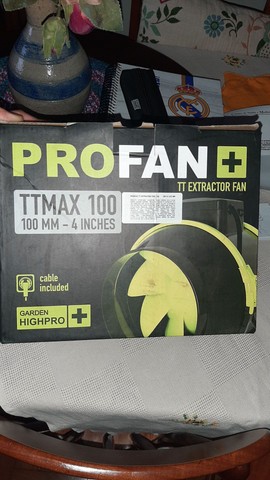 PROFAN+
TT EXTRACTOR FAN
TTMAX 100
100 MM - 4 INCHES
cable
included
GARDEN
HIGHPRO